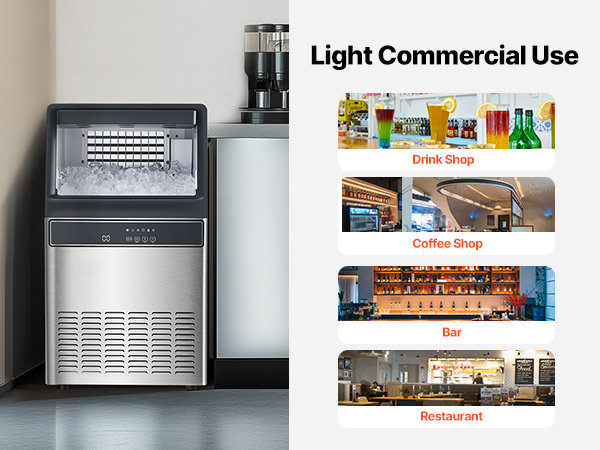 Light Commercial Use
Drink Shop
Coffee Shop
Bar
Restaurant